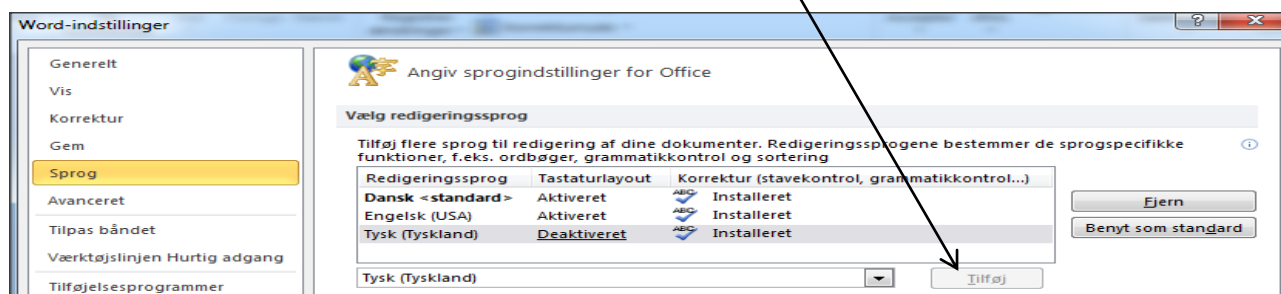 Word-indstillinger
Generelt
Vis
Korrektur
Gem
Sprog
Avanceret
Tilpas båndet
Værktøjslinjen Hurtig adgang
Tilføjelsesprogrammer
Angiv sprogindstillinger for Office
Vælg redigeringssprog
Tilføj flere sprog til redigering af dine dokumenter. Redigeringssprogene bestemmer de sprogspecifikke
funktioner, f.eks. ordbøger, grammatikkontrol og sortering
Redigeringssprog Tastaturlayout Korrektur (stavekontrol, grammatikkontrol...)
Dansk <standard> Aktiveret Installeret
Engelsk (USA) Aktiveret Installeret
Tysk (Tyskland) Deaktiveret Installeret
Fjern
Benyt som standard
Tysk (Tyskland) Tilføj